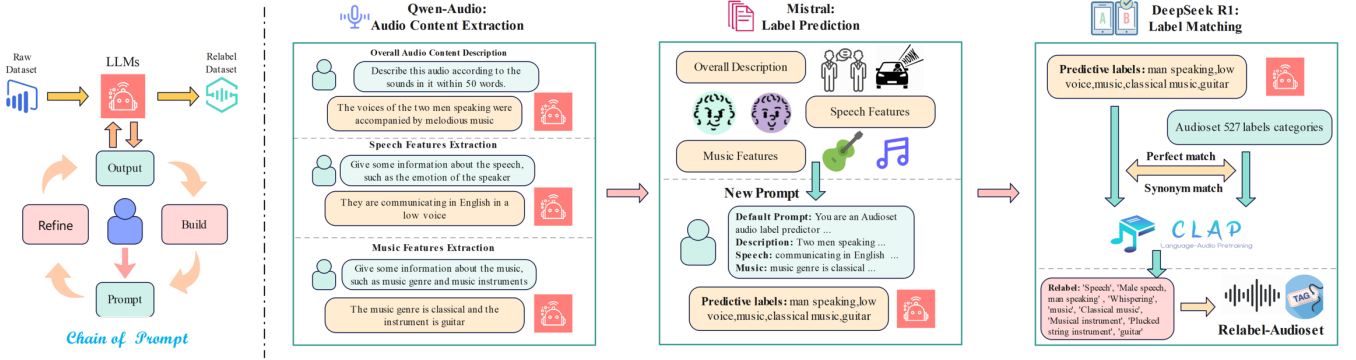 Raw
Dataset
LLMs
Relabel
Dataset
Output
Refine
Build
Prompt
Chain of Prompt
Qwen-Audio:
Audio Content Extraction
Overall Audio Content Description
Describe this audio according to the
sounds in it within 50 words.
The voices of the two men speaking were
accompanied by melodious music
Speech Features Extraction
Give some information about the speech,
such as the emotion of the speaker
They are communicating in English in a
low voice
Music Features Extraction
Give some information about the music,
such as music genre and music instruments
The music genre is classical and the
instrument is guitar
Mistral:
Label Prediction
Overall Description
HONK
Speech Features
Music Features
New Prompt
Default Prompt: You are an Audioset
audio label predictor ...
Description: Two men speaking ...
Speech: communicating in English ...
Music: music genre is classical ...
Predictive labels: man speaking,low
voice,music,classical music,guitar
A
B
DeepSeek R1:
Label Matching
Predictive labels: man speaking,low
voice,music,classical music,guitar
Audioset 527 labels categories
Perfect match
Synonym match
CLAP
Language-Audio Pretraining
Relabel: 'Speech', 'Male speech,
man speaking' , 'Whispering',
'music', 'Classical music',
'Musical instrument', 'Plucked
string instrument', 'guitar'
TAG
Relabel-Audioset